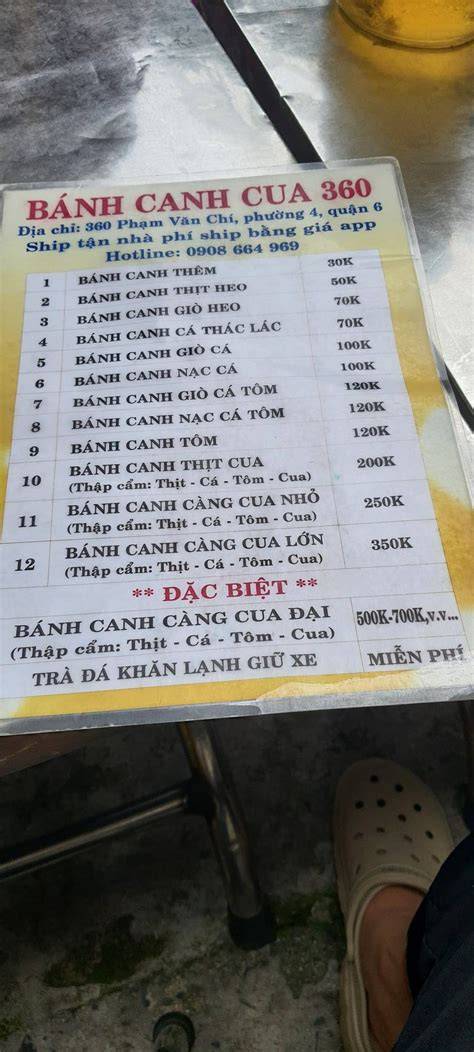 BÁNH CANH CUA 360
Địa chỉ: 360 Phạm Văn Chí, phường 4, quận 6
Ship tận nhà phí ship bằng giá app
Hotline: 0908 664 969
1 BÁNH CANH THÊM 30K
2 BÁNH CANH THỊT HEO 50K
3 BÁNH CANH GIÒ HEO 70K
4 BÁNH CANH CÁ THÁC LÁC 70K
5 BÁNH CANH GIÒ CÁ 100K
6 BÁNH CANH NẠC CÁ 100K
7 BÁNH CANH GIÒ CÁ TÔM 120K
8 BÁNH CANH NẠC CÁ TÔM 120K
9 BÁNH CANH TÔM 120K
10 BÁNH CANH THỊT CUA 200K
(Thập cẩm: Thịt - Cá - Tôm - Cua)
11 BÁNH CANH CÀNG CUA NHỎ 250K
(Thập cẩm: Thịt - Cá - Tôm - Cua)
12 BÁNH CANH CÀNG CUA LỚN 350K
(Thập cẩm: Thịt - Cá - Tôm - Cua)
** ĐẶC BIỆT **
BÁNH CANH CÀNG CUA ĐẠI 500K-700K,v.v...
(Thập cẩm: Thịt - Cá - Tôm - Cua)
TRÀ ĐÁ KHĂN LẠNH GIỮ XE MIỄN PHÍ